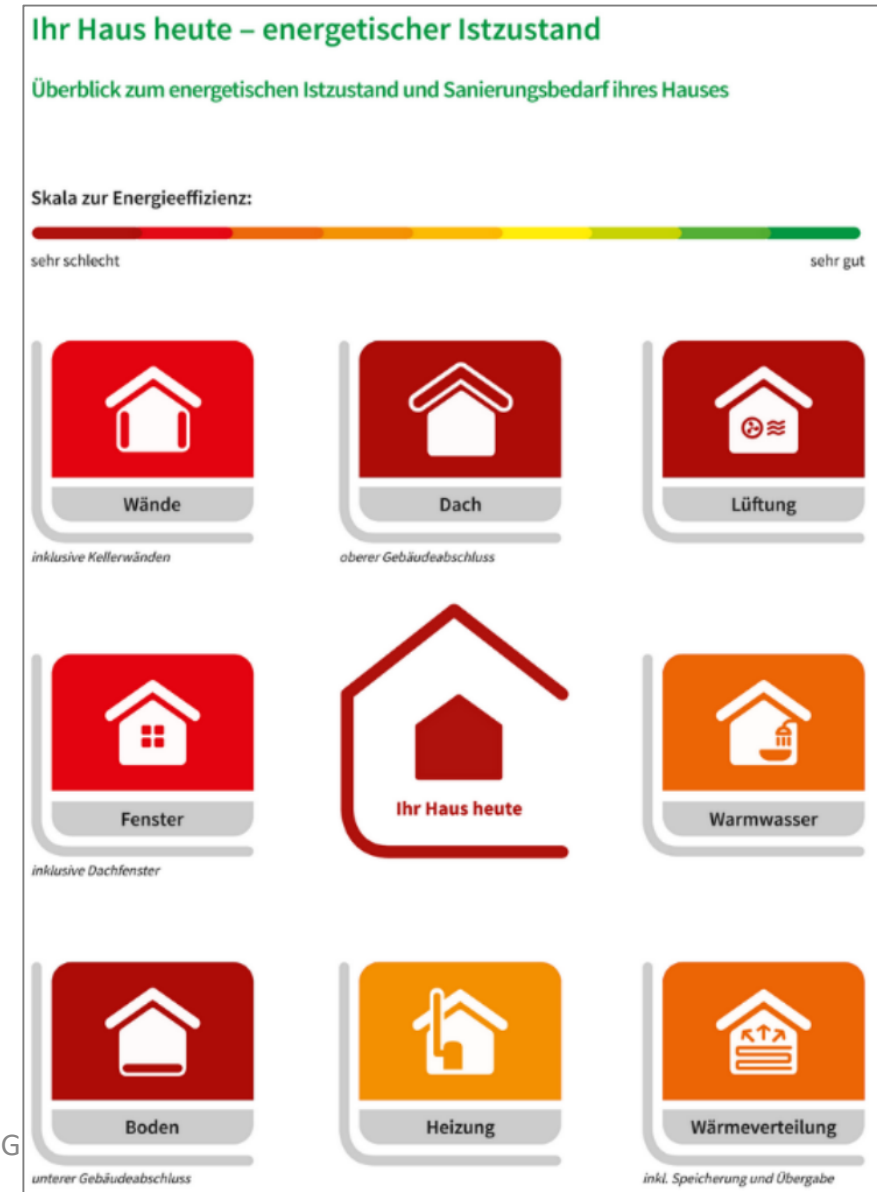 Ihr Haus heute – energetischer Istzustand
Überblick zum energetischen Istzustand und Sanierungsbedarf ihres Hauses
Skala zur Energieeffizienz:
sehr schlecht
sehr gut
Wände
Dach
Lüftung
inklusive Kellerwänden
oberer Gebäudeabschluss
Fenster
Ihr Haus heute
Warmwasser
inklusive Dachfenster
Boden
Heizung
Wärmeverteilung
G
unterer Gebäudeabschluss
inkl. Speicherung und Übergabe